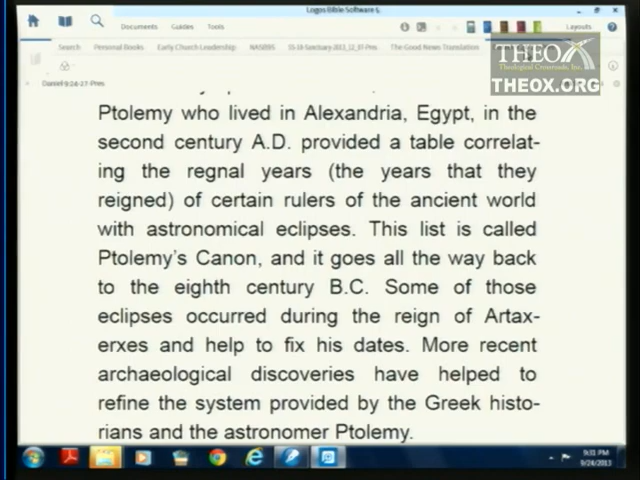 Logos Bible Software 5
Documents Guides Tools Layouts
Search Personal Books Early Church Leadership NASB95 The Good News Translation
THEOX
Theological Crossroads, Inc.
THEOX.ORG
Daniel 9:24-27-Pres
Ptolemy who lived in Alexandria, Egypt, in the
second century A.D. provided a table correlat-
ing the regnal years (the years that they
reigned) of certain rulers of the ancient world
with astronomical eclipses. This list is called
Ptolemy's Canon, and it goes all the way back
to the eighth century B.C. Some of those
eclipses occurred during the reign of Artax-
erxes and help to fix his dates. More recent
archaeological discoveries have helped to
refine the system provided by the Greek histo-
rians and the astronomer Ptolemy.
9:31 PM
9/24/2013